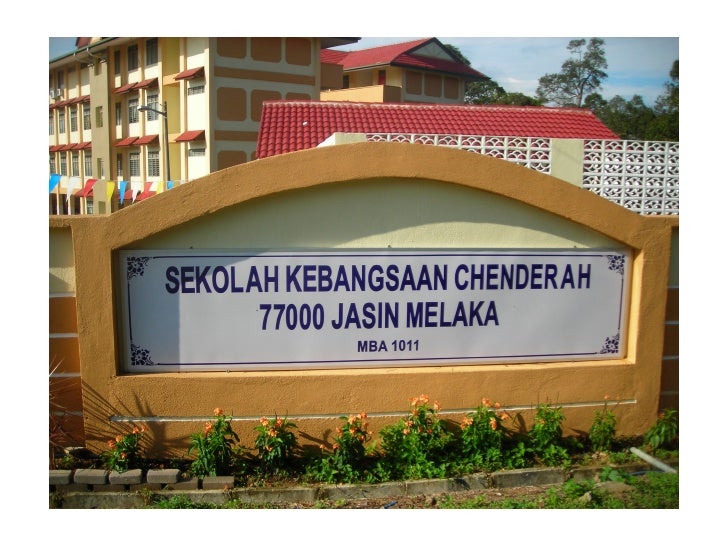 SEKOLAH KEBANGSAAN CHENDERAH
77000 JASIN MELAKA
MBA 1011